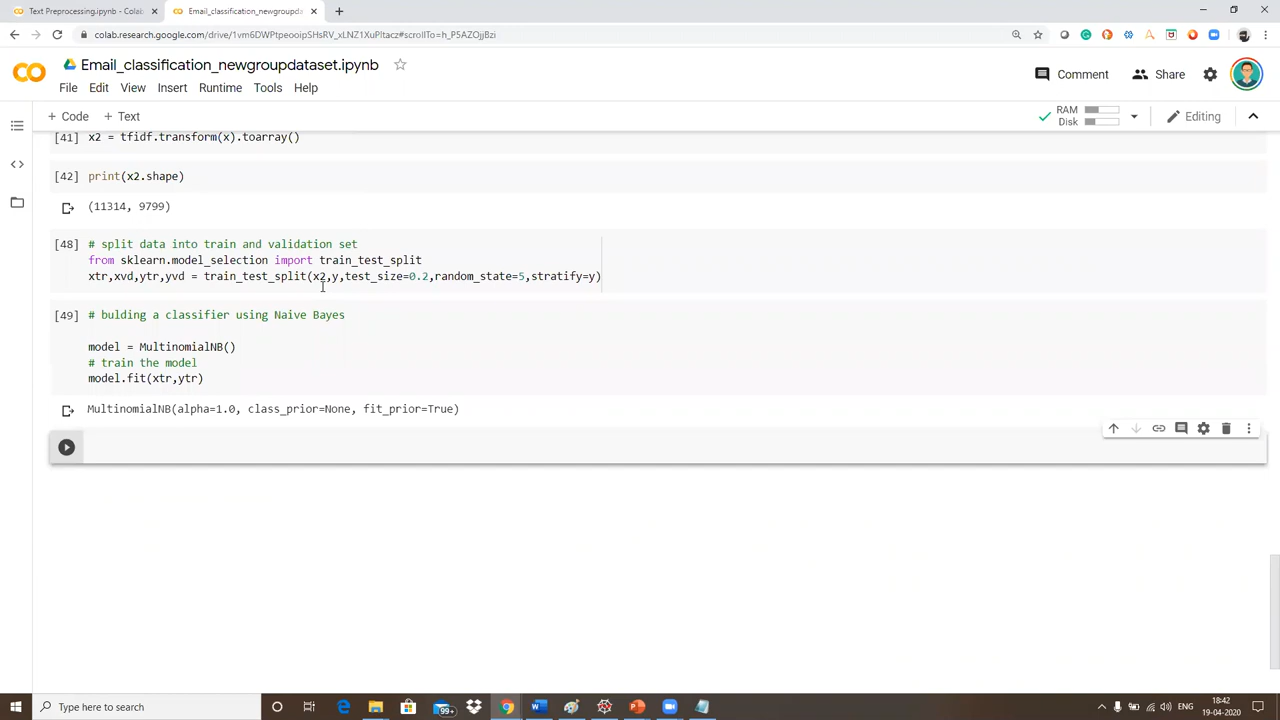 Text Preprocessing.ipynb - Colab
Email_classification_newgroupda
colab.research.google.com/drive/1vm6DWPtpeooipSHsRV_xLNZ1XuPltacz#scrollTo=h_P5AZOjjBzi
Email_classification_newgroupdataset.ipynb
Comment
Share
File Edit View Insert Runtime Tools Help
+ Code + Text
RAM
Disk
Editing
[41] x2 = tfidf.transform(x).toarray()
[42] print(x2.shape)
(11314, 9799)
[48] # split data into train and validation set
from sklearn.model_selection import train_test_split
xtr,xvd,ytr,yvd = train_test_split(x2,y,test_size=0.2,random_state=5,stratify=y)
[49] # bulding a classifier using Naive Bayes
model = MultinomialNB()
# train the model
model.fit(xtr,ytr)
MultinomialNB(alpha=1.0, class_prior=None, fit_prior=True)
Type here to search
99+
ENG
18:42
19-04-2020